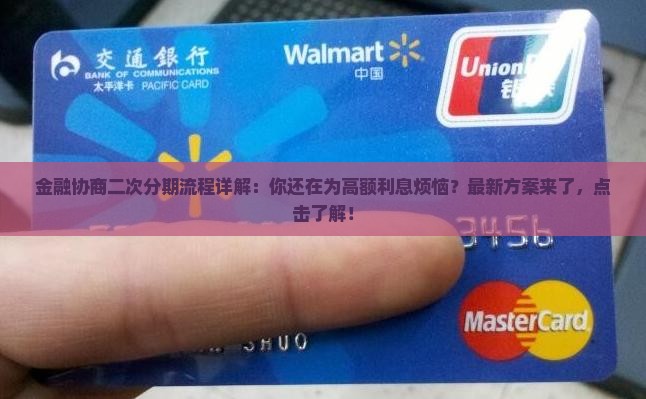 交通銀行
BANK OF COMMUNICATIONS
太平洋卡 PACIFIC CARD
Walmart
中国
金融协商二次分期流程详解：你还在为高额利息烦恼？最新方案来了，点
击了解！
3456
SHUO
MasterCard